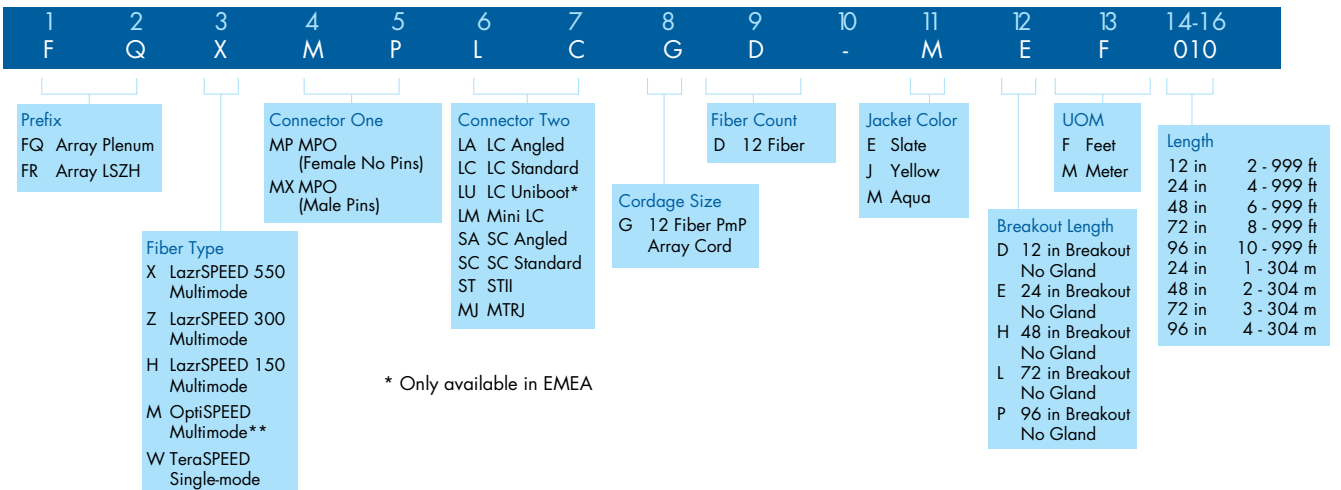 1 2 3 4 5 6 7 8 9 10 11 12 13 14-16
F Q X M P L C G D - M E F 010
Prefix
FQ Array Plenum
FR Array LSZH
Fiber Type
X LazrSPEED 550
Multimode
Z LazrSPEED 300
Multimode
H LazrSPEED 150
Multimode
M OptiSPEED
Multimode**
W TeraSPEED
Single-mode
Connector One
MP MPO
(Female No Pins)
MX MPO
(Male Pins)
Connector Two
LA LC Angled
LC LC Standard
LU LC Uniboot*
LM Mini LC
SA SC Angled
SC SC Standard
ST STII
MJ MTRJ
* Only available in EMEA
Cordage Size
G 12 Fiber PmP
Array Cord
Fiber Count
D 12 Fiber
Jacket Color
E Slate
J Yellow
M Aqua
Breakout Length
D 12 in Breakout
No Gland
E 24 in Breakout
No Gland
H 48 in Breakout
No Gland
L 72 in Breakout
No Gland
P 96 in Breakout
No Gland
UOM
F Feet
M Meter
Length
12 in 2 - 999 ft
24 in 4 - 999 ft
48 in 6 - 999 ft
72 in 8 - 999 ft
96 in 10 - 999 ft
24 in 1 - 304 m
48 in 2 - 304 m
72 in 3 - 304 m
96 in 4 - 304 m